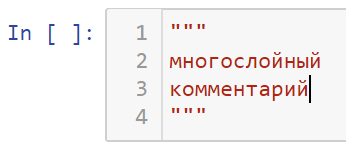 In [ ]:
1 """
2 многослойный
3 комментарий
4 """